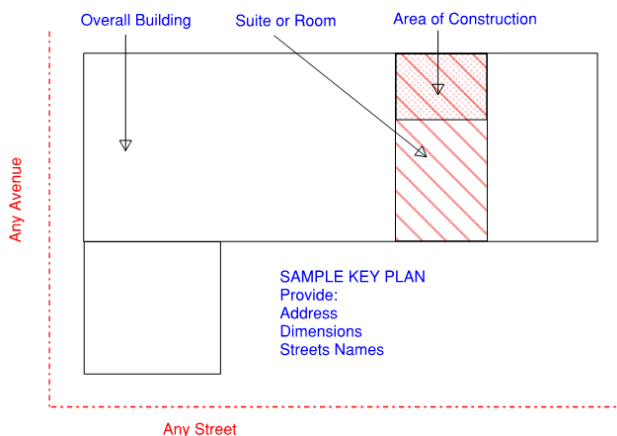 Overall Building
Suite or Room
Area of Construction
Any Avenue
SAMPLE KEY PLAN
Provide:
Address
Dimensions
Streets Names
Any Street